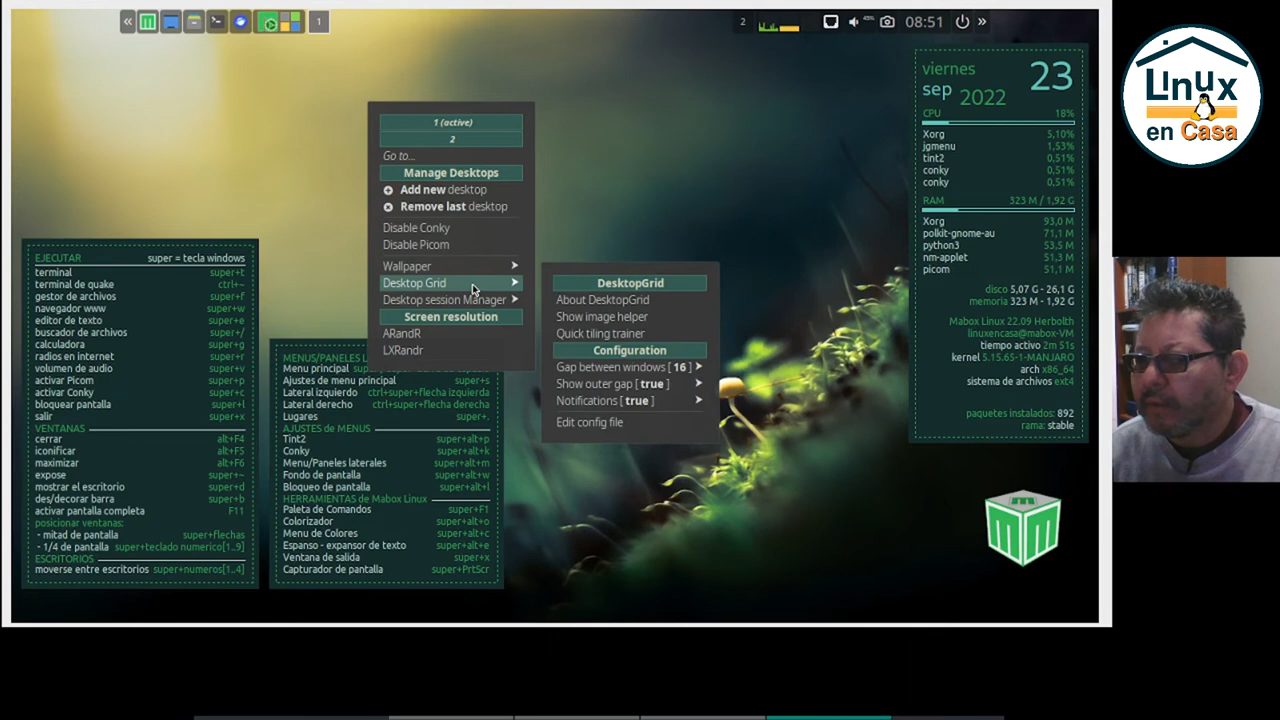 1
2
45%
08:51
Linux
en Casa
viernes
23
sep
2022
CPU 18%
Xorg 5,10%
jgmenu 1,53%
tint2 0,51%
conky 0,51%
conky 0,51%
RAM 323 M / 1,92 G
Xorg 93,0 M
polkit-gnome-au 71,1 M
python3 53,5 M
nm-applet 51,3 M
picom 51,1 M
disco 5,07 G - 26,1 G
memoria 323 M - 1,92 G
Mabox Linux 22.09 Herbolth
linuxencasa@mabox-VM
tiempo activo 2m 51s
kernel 5.15.65-1-MANJARO
arch x86_64
sistema de archivos ext4
paquetes instalados: 892
rama: stable
1 (active)
2
Go to...
Manage Desktops
Add new desktop
Remove last desktop
Disable Conky
Disable Picom
Wallpaper
Desktop Grid
Desktop session Manager
Screen resolution
ARandR
LXRandr
DesktopGrid
About DesktopGrid
Show image helper
Quick tiling trainer
Configuration
Gap between windows [ 16 ]
Show outer gap [ true ]
Notifications [ true ]
Edit config file
EJECUTAR super = tecla windows
terminal super+t
terminal de quake ctrl+~
gestor de archivos super+f
navegador www super+w
editor de texto super+e
buscador de archivos super+/
calculadora super+g
radios en internet super+r
volumen de audio super+v
activar Picom super+p
activar Conky super+c
bloquear pantalla super+l
salir super+x
VENTANAS
cerrar alt+F4
iconificar alt+F5
maximizar alt+F6
expose super+~
mostrar el escritorio super+d
des/decorar barra super+b
activar pantalla completa F11
posicionar ventanas:
- mitad de pantalla super+flechas
- 1/4 de pantalla super+teclado numerico[1..9]
ESCRITORIOS
moverse entre escritorios super+numeros[1..4]
MENUS/PANELES L
Menu principal
Ajustes de menu principal super+s
Lateral izquierdo ctrl+super+flecha izquierda
Lateral derecho ctrl+super+flecha derecha
Lugares super+.
AJUSTES de MENUS
Tint2 super+alt+p
Conky super+alt+k
Menu/Paneles laterales super+alt+m
Fondo de pantalla super+alt+w
Bloqueo de pantalla super+alt+l
HERRAMIENTAS de Mabox Linux
Paleta de Comandos super+F1
Colorizador super+alt+o
Menu de Colores super+alt+c
Espanso - expansor de texto super+alt+e
Ventana de salida super+x
Capturador de pantalla super+PrtScr